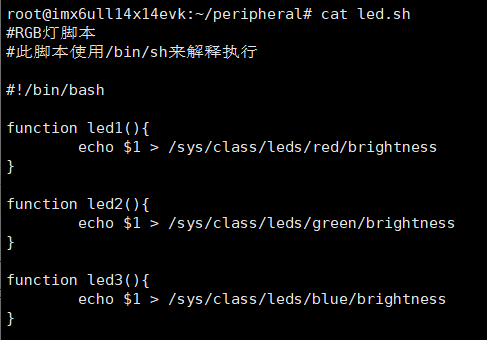 root@imx6ull14x14evk:~/peripheral# cat led.sh
#RGB灯脚本
#此脚本使用/bin/sh来解释执行
#!/bin/bash
function led1(){
        echo $1 > /sys/class/leds/red/brightness
}
function led2(){
        echo $1 > /sys/class/leds/green/brightness
}
function led3(){
        echo $1 > /sys/class/leds/blue/brightness
}